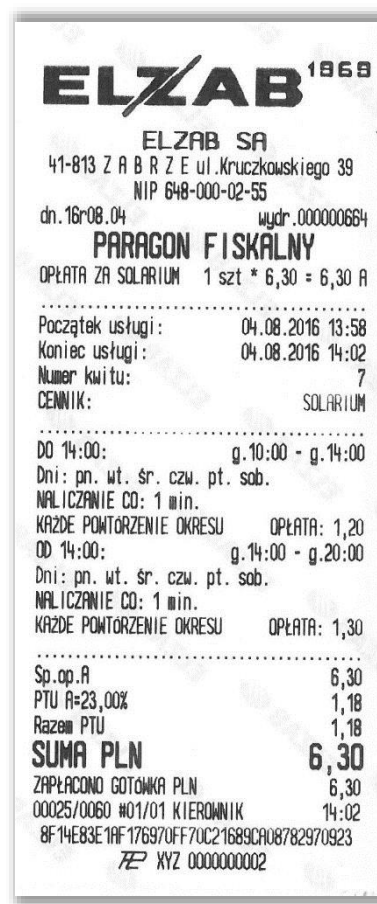 ELZAB 1969
ELZAB SA
41-813 Z A B R Z E ul.Kruczkowskiego 39
NIP 648-000-02-55
dn.16r08.04 wydr.000000664
PARAGON FISKALNY
OPŁATA ZA SOLARIUM 1 szt * 6,30 = 6,30 A
Początek usługi: 04.08.2016 13:58
Koniec usługi: 04.08.2016 14:02
Numer kwitu: 7
CENNIK: SOLARIUM
DO 14:00: g.10:00 - g.14:00
Dni: pn. wt. śr. czw. pt. sob.
NALICZANIE CO: 1 min.
KAŻDE POWTÓRZENIE OKRESU OPŁATA: 1,20
OD 14:00: g.14:00 - g.20:00
Dni: pn. wt. śr. czw. pt. sob.
NALICZANIE CO: 1 min.
KAŻDE POWTÓRZENIE OKRESU OPŁATA: 1,30
Sp.op.A 6,30
PTU A=23,00% 1,18
Razem PTU 1,18
SUMA PLN 6,30
ZAPŁACONO GOTÓWKA PLN 6,30
00025/0060 #01/01 KIEROWNIK 14:02
8F14E83E1AF176970FF70C21689CA08782970923
XYZ 0000000002